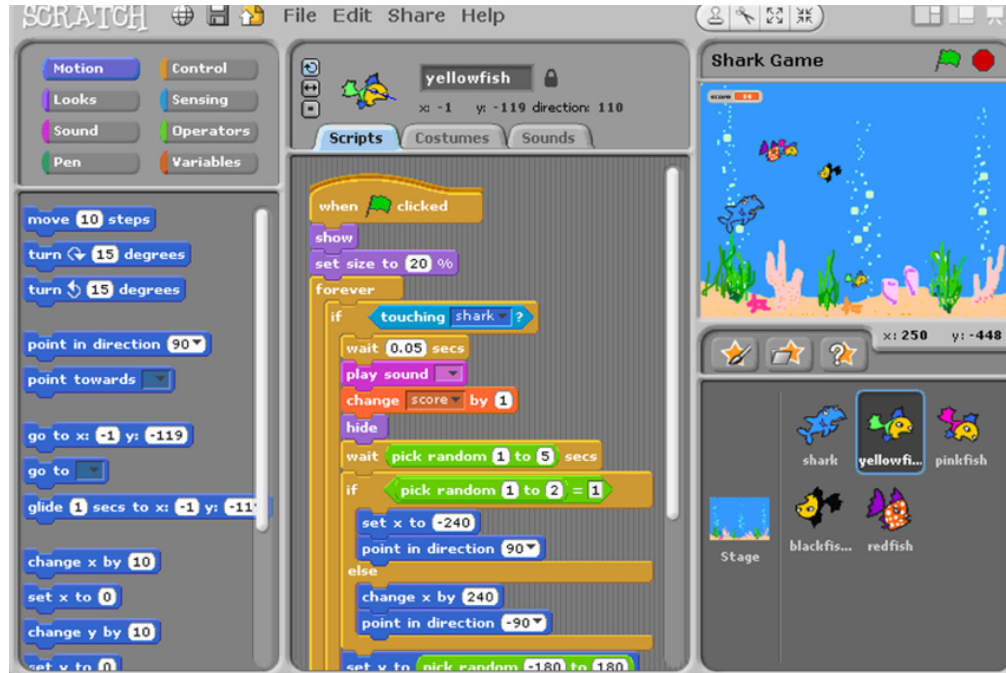 SCRATCH File Edit Share Help
Motion Control
Looks Sensing
Sound Operators
Pen Variables
move 10 steps
turn 15 degrees
turn 15 degrees
point in direction 90
point towards
go to x: -1 y: -119
go to
glide 1 secs to x: -1 y: -11
change x by 10
set x to 0
change y by 10
set y to 0
yellowfish
x: -1 y: -119 direction: 110
Scripts Costumes Sounds
when clicked
show
set size to 20 %
forever
if touching shark ?
wait 0.05 secs
play sound
change score by 1
hide
wait pick random 1 to 5 secs
if pick random 1 to 2 = 1
set x to -240
point in direction 90
else
change x by 240
point in direction -90
set y to pick random -180 to 180
Shark Game
score
x: 250 y: -448
shark yellowfi... pinkfish
Stage blackfis... redfish